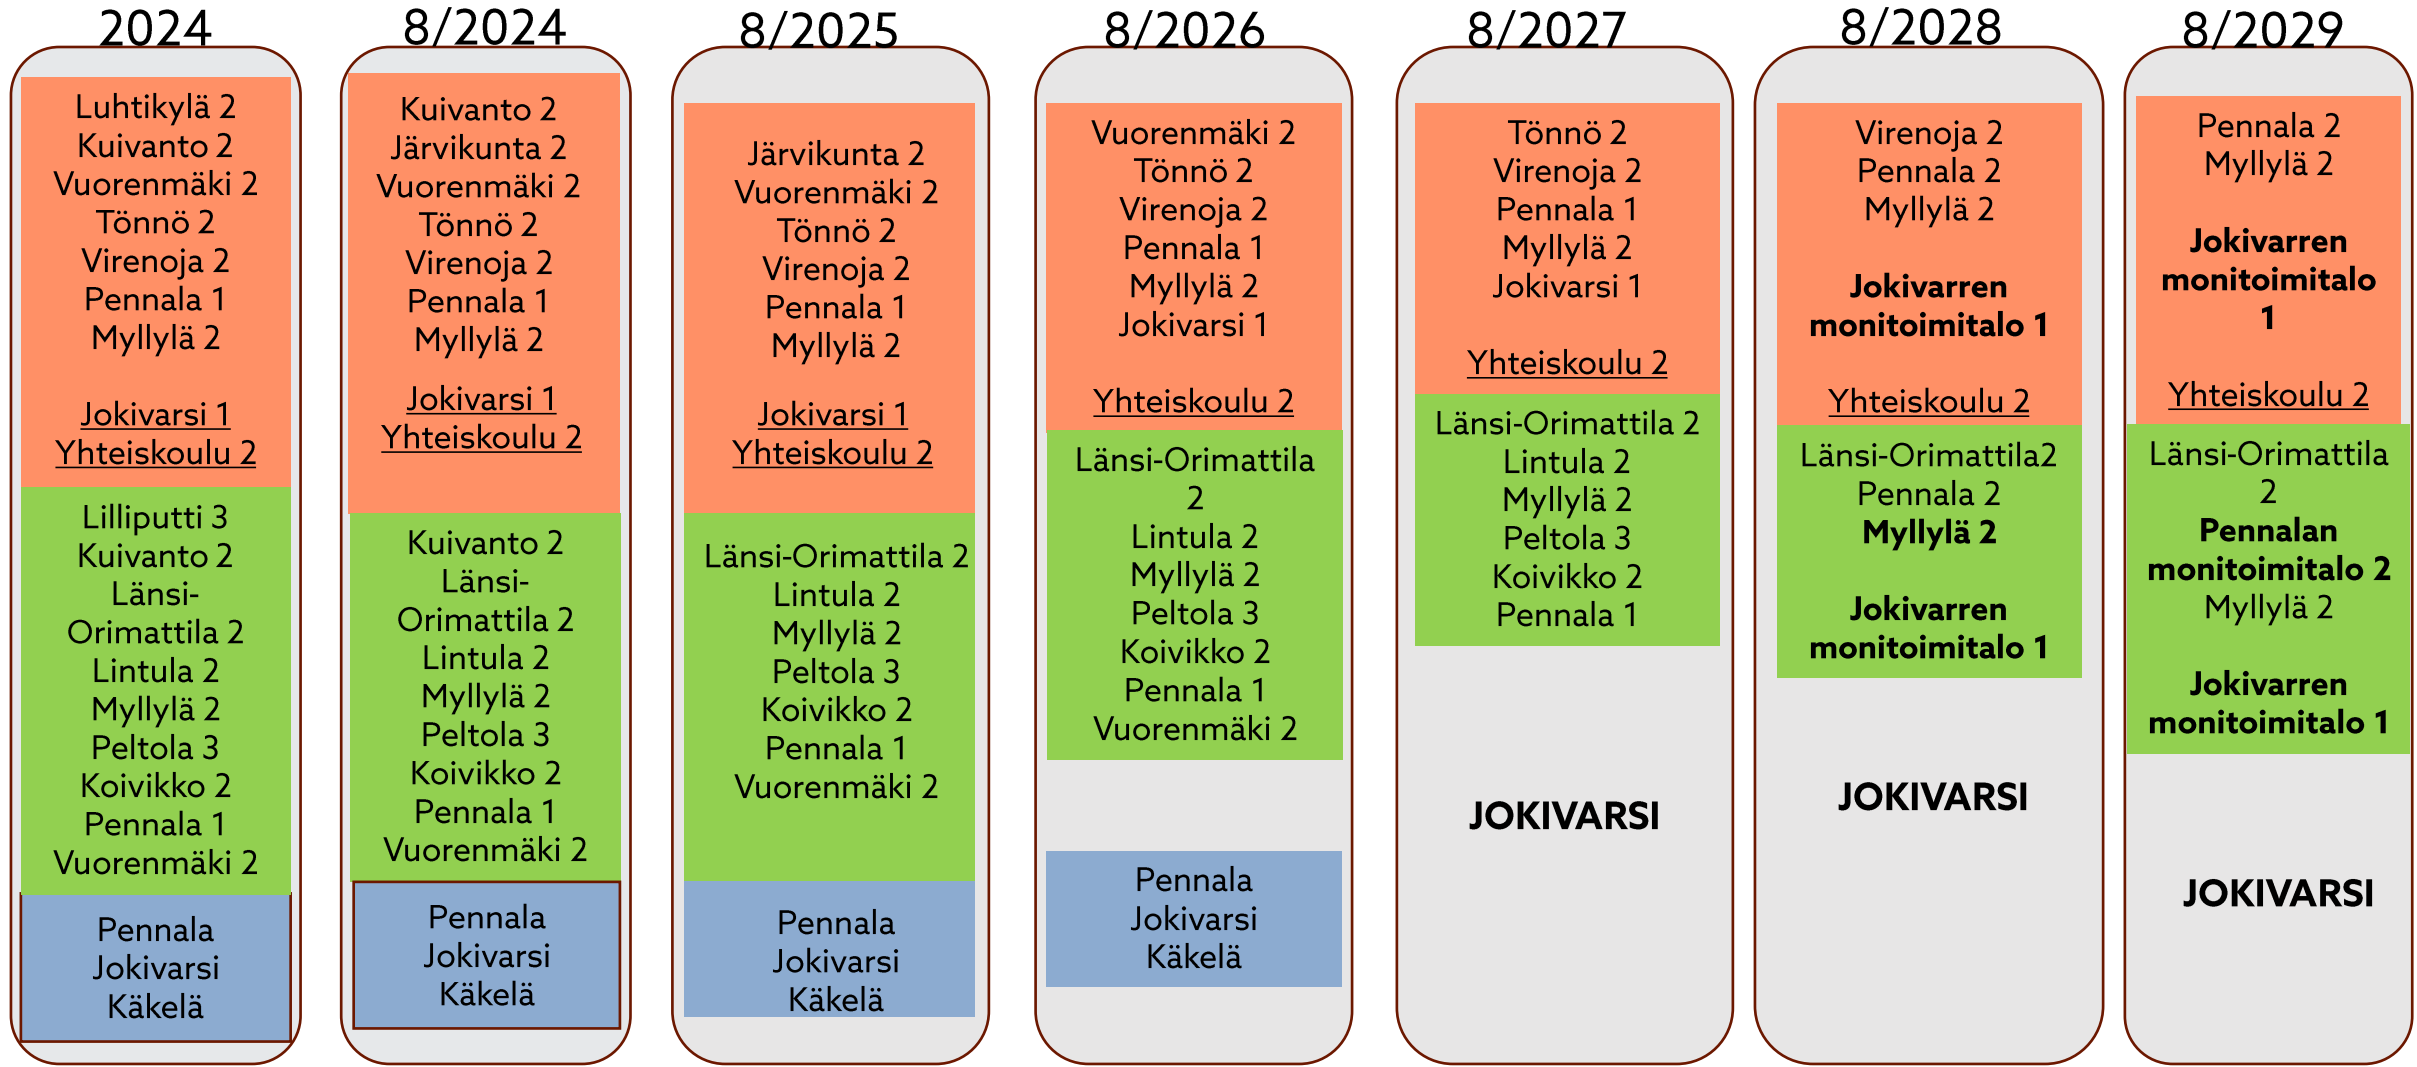 2024
Luhtikylä 2
Kuivanto 2
Vuorenmäki 2
Tönnö 2
Virenoja 2
Pennala 1
Myllylä 2
Jokivarsi 1
Yhteiskoulu 2
Lilliputti 3
Kuivanto 2
Länsi-
Orimattila 2
Lintula 2
Myllylä 2
Peltola 3
Koivikko 2
Pennala 1
Vuorenmäki 2
Pennala
Jokivarsi
Käkelä
8/2024
Kuivanto 2
Järvikunta 2
Vuorenmäki 2
Tönnö 2
Virenoja 2
Pennala 1
Myllylä 2
Jokivarsi 1
Yhteiskoulu 2
Kuivanto 2
Länsi-
Orimattila 2
Lintula 2
Myllylä 2
Peltola 3
Koivikko 2
Pennala 1
Vuorenmäki 2
Pennala
Jokivarsi
Käkelä
8/2025
Järvikunta 2
Vuorenmäki 2
Tönnö 2
Virenoja 2
Pennala 1
Myllylä 2
Jokivarsi 1
Yhteiskoulu 2
Länsi-Orimattila 2
Lintula 2
Myllylä 2
Peltola 3
Koivikko 2
Pennala 1
Vuorenmäki 2
Pennala
Jokivarsi
Käkelä
8/2026
Vuorenmäki 2
Tönnö 2
Virenoja 2
Pennala 1
Myllylä 2
Jokivarsi 1
Yhteiskoulu 2
Länsi-Orimattila
2
Lintula 2
Myllylä 2
Peltola 3
Koivikko 2
Pennala 1
Vuorenmäki 2
Pennala
Jokivarsi
Käkelä
8/2027
Tönnö 2
Virenoja 2
Pennala 1
Myllylä 2
Jokivarsi 1
Yhteiskoulu 2
Länsi-Orimattila 2
Lintula 2
Myllylä 2
Peltola 3
Koivikko 2
Pennala 1
JOKIVARSI
8/2028
Virenoja 2
Pennala 2
Myllylä 2
Jokivarren
monitoimitalo 1
Yhteiskoulu 2
Länsi-Orimattila2
Pennala 2
Myllylä 2
Jokivarren
monitoimitalo 1
JOKIVARSI
8/2029
Pennala 2
Myllylä 2
Jokivarren
monitoimitalo
1
Yhteiskoulu 2
Länsi-Orimattila
2
Pennalan
monitoimitalo 2
Myllylä 2
Jokivarren
monitoimitalo 1
JOKIVARSI